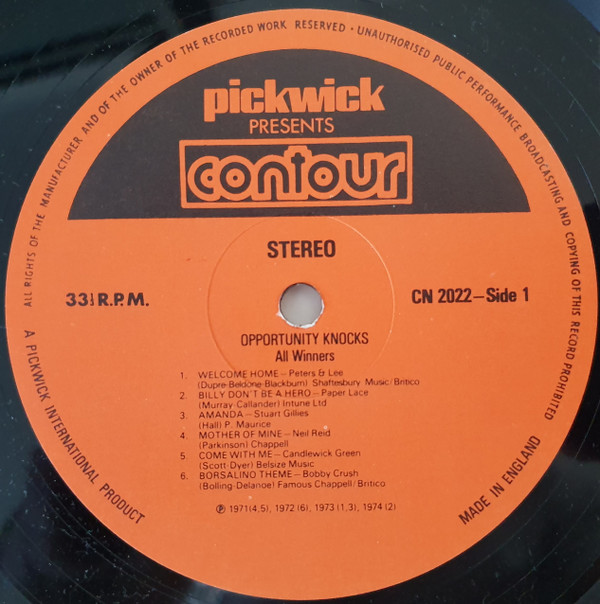 ALL RIGHTS OF THE MANUFACTURER AND OF THE OWNER OF THE RECORDED WORK RESERVED · UNAUTHORISED PUBLIC PERFORMANCE BROADCASTING AND COPYING OF THIS RECORD PROHIBITED
pickwick
PRESENTS
contour
STEREO
33⅓ R.P.M.
CN 2022-Side 1
OPPORTUNITY KNOCKS
All Winners
1. WELCOME HOME - Peters & Lee
(Dupre-Beldone-Blackburn) Shaftesbury Music/Britico
2. BILLY DON'T BE A HERO - Paper Lace
(Murray-Callander) Intune Ltd
3. AMANDA - Stuart Gillies
(Hall) P. Maurice
4. MOTHER OF MINE - Neil Reid
(Parkinson) Chappell
5. COME WITH ME - Candlewick Green
(Scott-Dyer) Belsize Music
6. BORSALINO THEME - Bobby Crush
(Bolling-Delanoe) Famous Chappell/Britico
℗ 1971 (4,5), 1972 (6), 1973 (1,3), 1974 (2)
A PICKWICK INTERNATIONAL PRODUCT
MADE IN ENGLAND